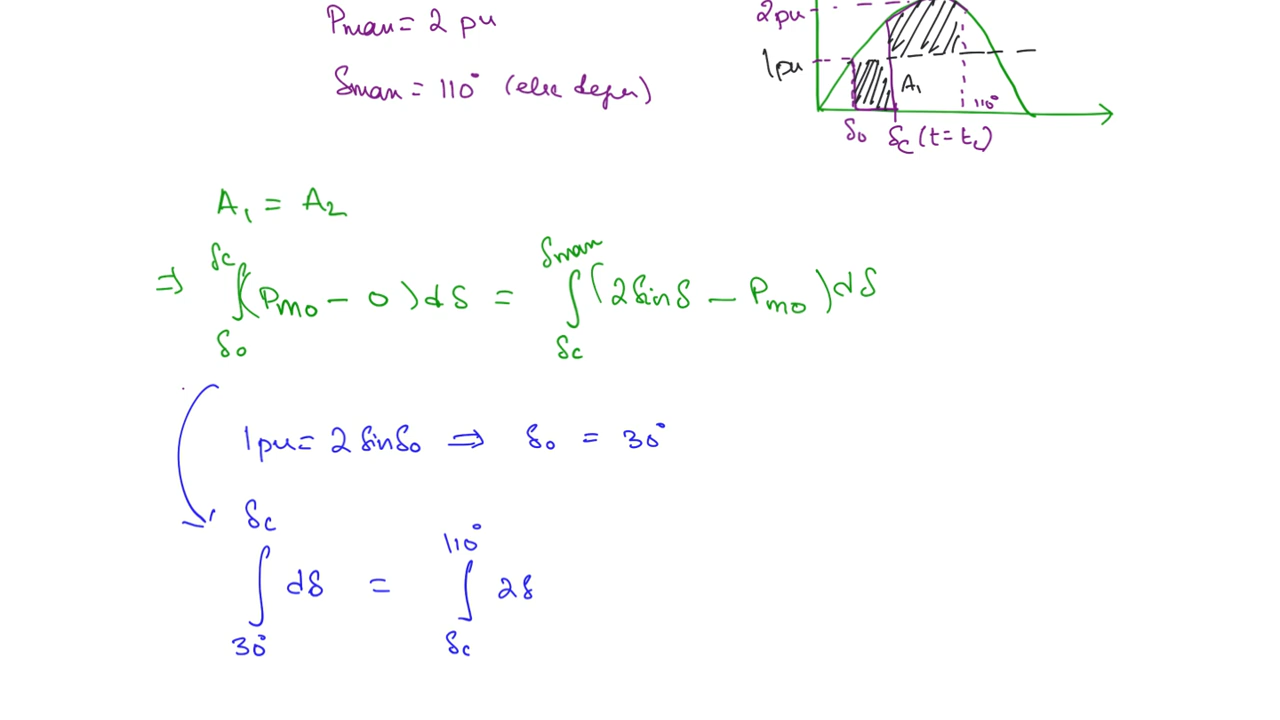 Pmax = 2 pu
δmax = 110° (elec degree)
2pu
1pu
A₁
110°
δ₀ δc (t = tc)
A₁ = A₂
⇒ ∫ from δ₀ to δc (Pm₀ − 0) dδ = ∫ from δc to δmax (2 sin δ − Pm₀) dδ
1 pu = 2 sin δ₀ ⇒ δ₀ = 30°
∫ from 30° to δc dδ = ∫ from δc to 110° 2δ